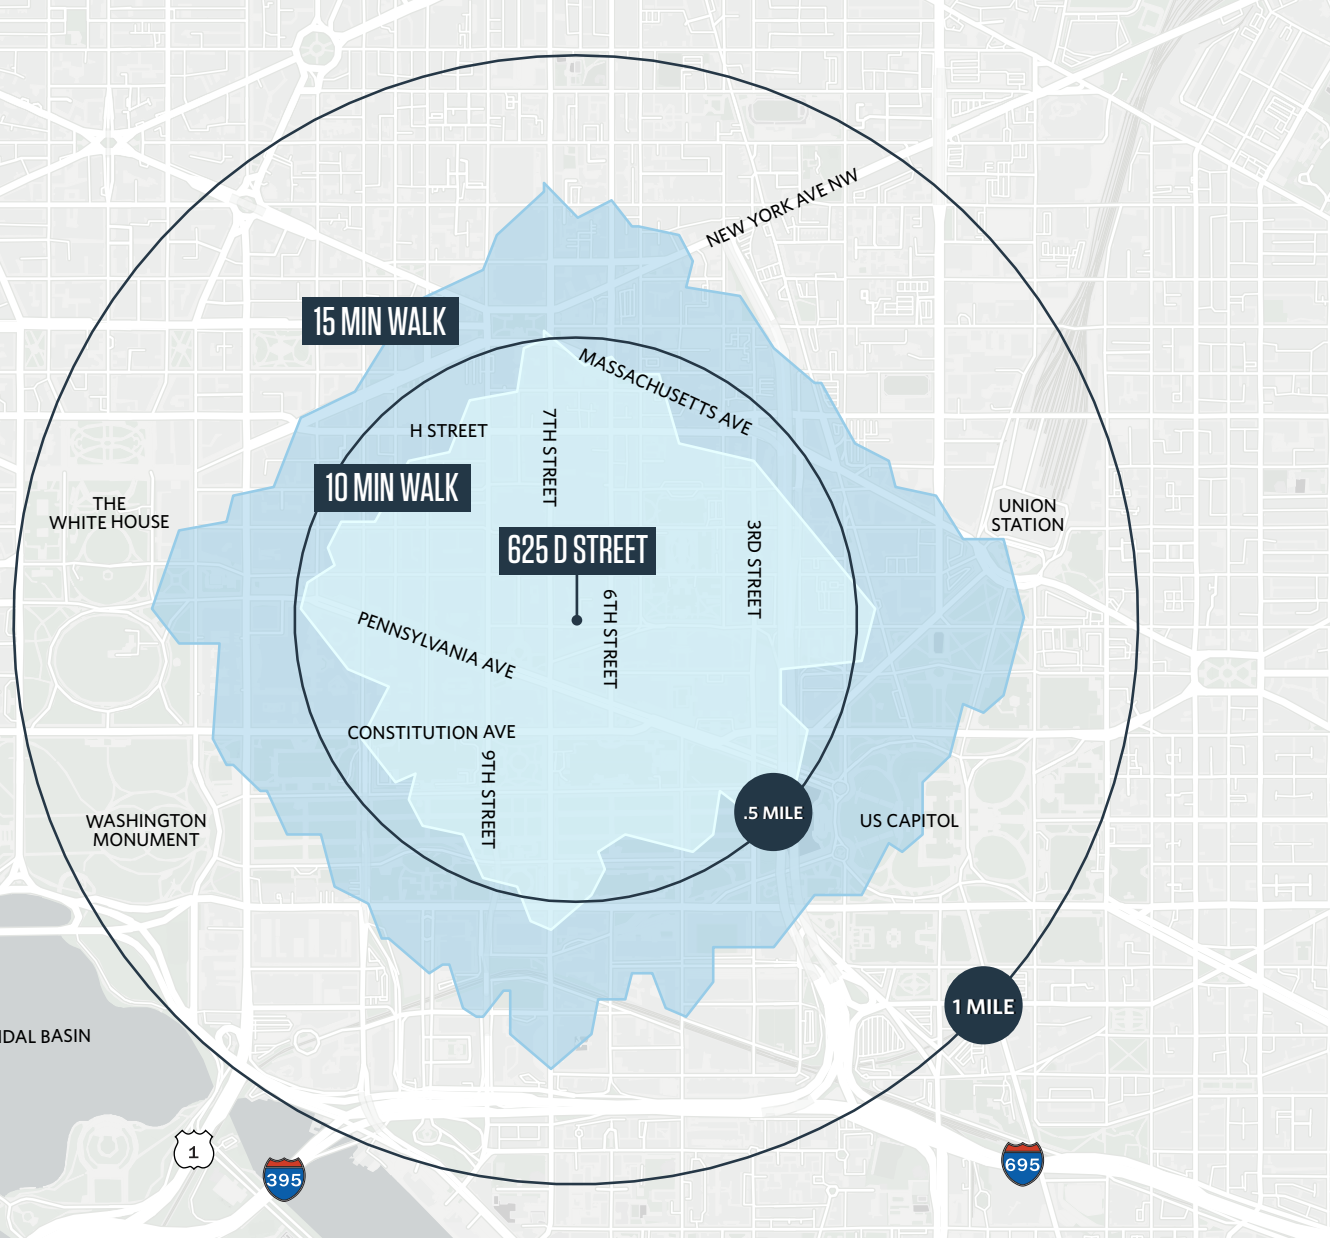 NEW YORK AVE NW
15 MIN WALK
MASSACHUSETTS AVE
H STREET
7TH STREET
10 MIN WALK
THE
WHITE HOUSE
UNION
STATION
625 D STREET
3RD STREET
6TH STREET
PENNSYLVANIA AVE
CONSTITUTION AVE
9TH STREET
.5 MILE
US CAPITOL
WASHINGTON
MONUMENT
1 MILE
IDAL BASIN
1
395
695